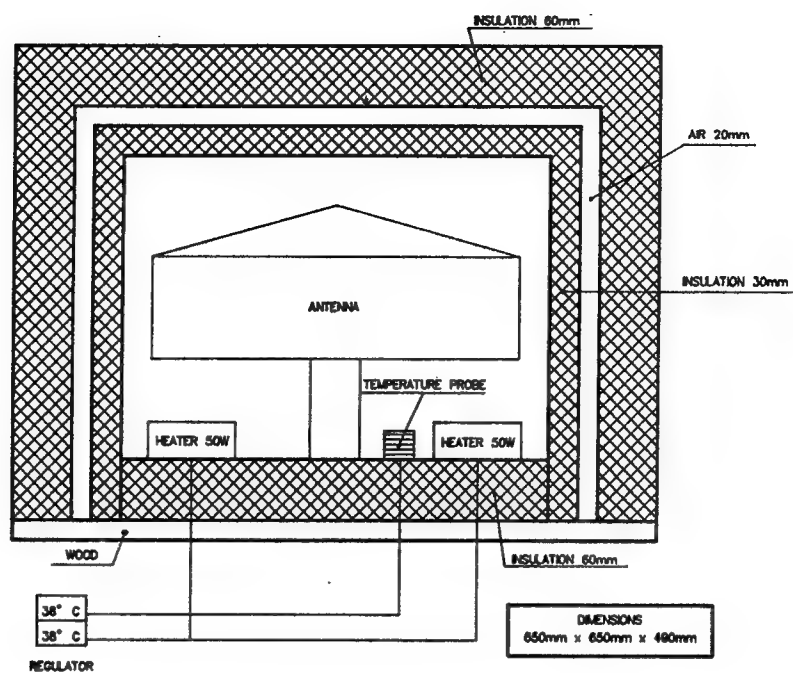 INSULATION 60mm
AIR 20mm
INSULATION 30mm
ANTENNA
TEMPERATURE PROBE
HEATER 50W
HEATER 50W
WOOD
INSULATION 60mm
38° C
38° C
REGULATOR
DIMENSIONS
650mm x 650mm x 490mm